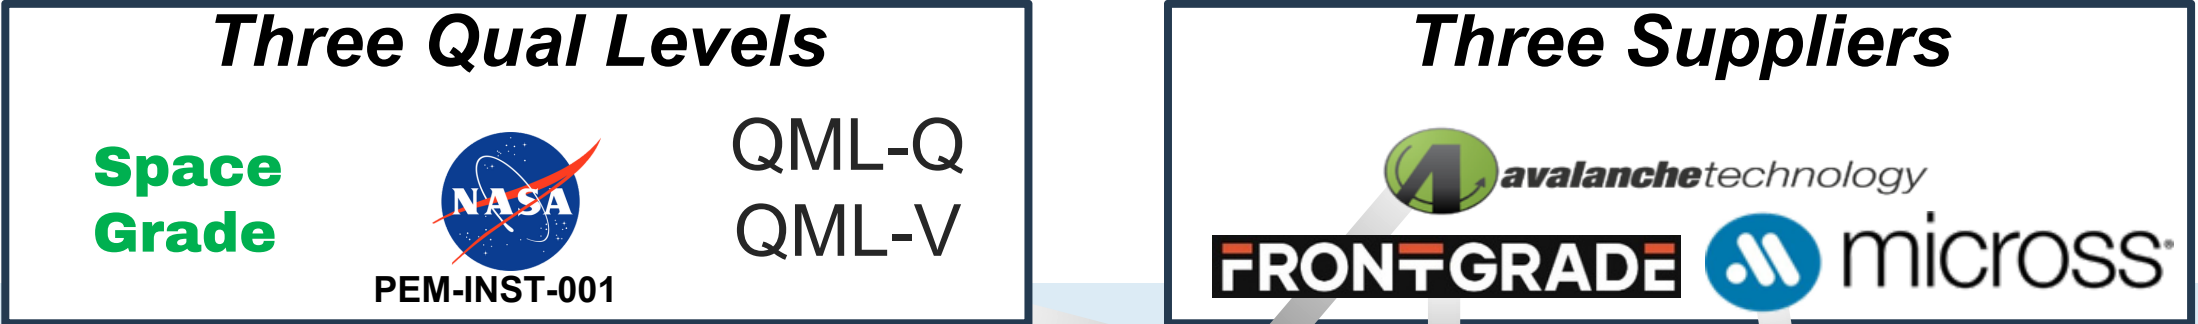 Three Qual Levels
Space
Grade
NASA
PEM-INST-001
QML-Q
QML-V
Three Suppliers
avalanchetechnology
FRONTGRADE
micross